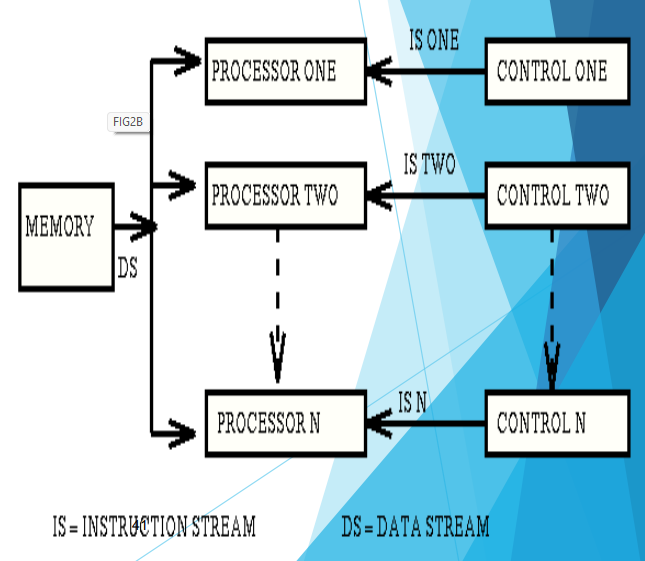 IS ONE
PROCESSOR ONE
CONTROL ONE
FIG2B
IS TWO
PROCESSOR TWO
CONTROL TWO
MEMORY
DS
IS N
PROCESSOR N
CONTROL N
IS = INSTRUCTION STREAM
DS = DATA STREAM